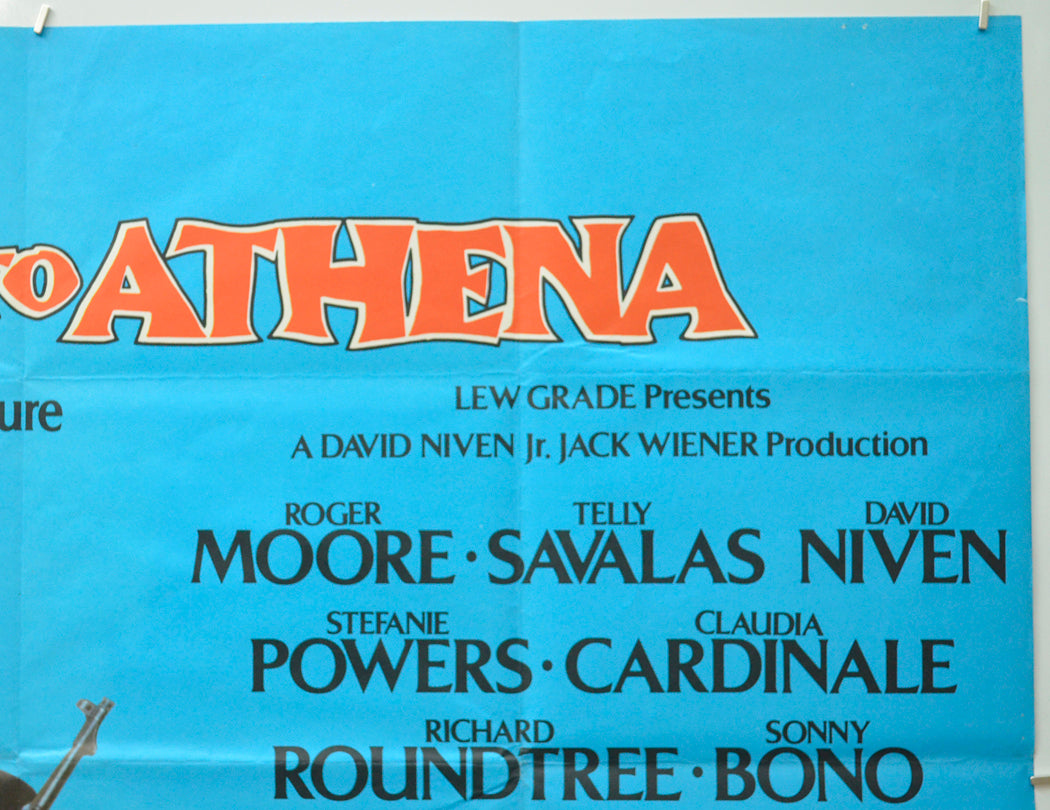 TO ATHENA
ure
LEW GRADE Presents
A DAVID NIVEN Jr. JACK WIENER Production
ROGER TELLY DAVID
MOORE · SAVALAS NIVEN
STEFANIE CLAUDIA
POWERS · CARDINALE
RICHARD SONNY
ROUNDTREE · BONO